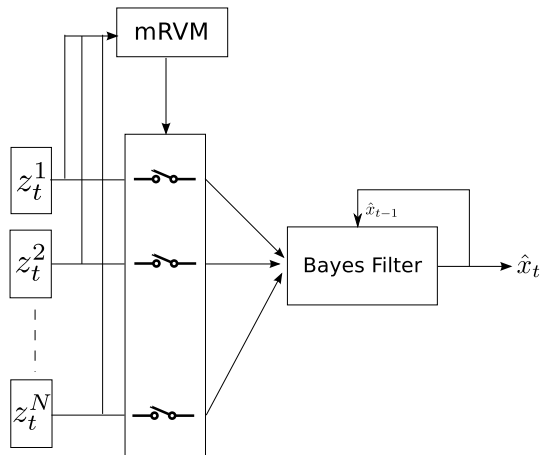 mRVM
z_t^1
z_t^2
z_t^N
x̂_{t−1}
Bayes Filter
x̂_t